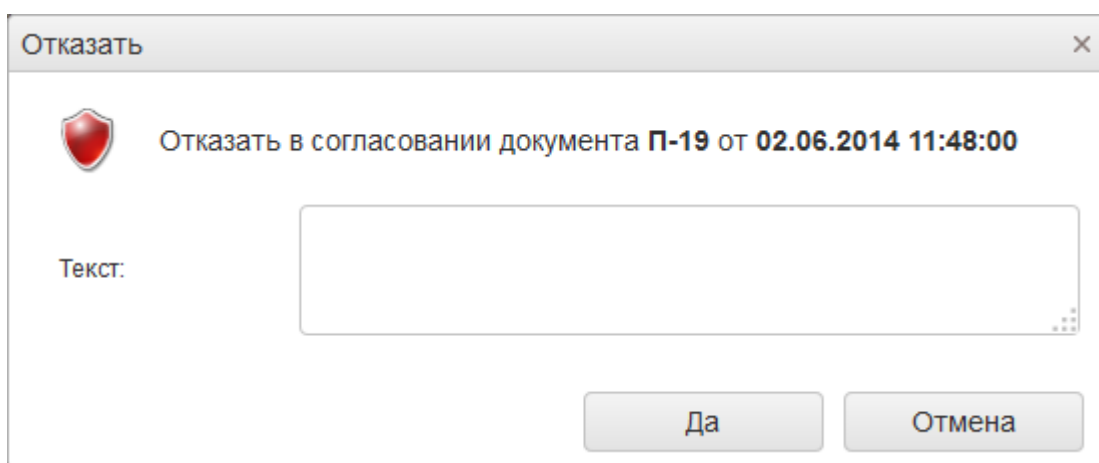 Отказать
Отказать в согласовании документа П-19 от 02.06.2014 11:48:00
Текст:
Да
Отмена